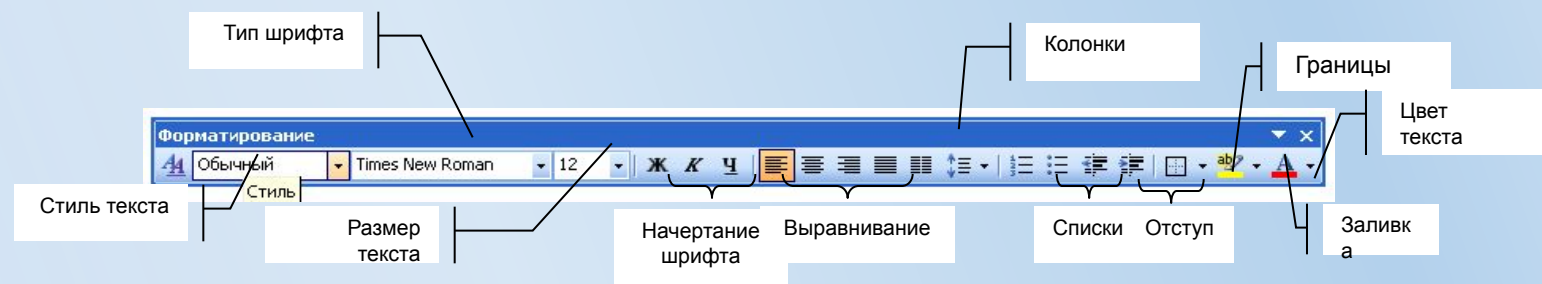 Тип шрифта
Колонки
Границы
Цвет
текста
Форматирование
Обычный
Times New Roman
12
Ж К Ч
Стиль
Стиль текста
Размер
текста
Начертание
шрифта
Выравнивание
Списки
Отступ
Заливк
а